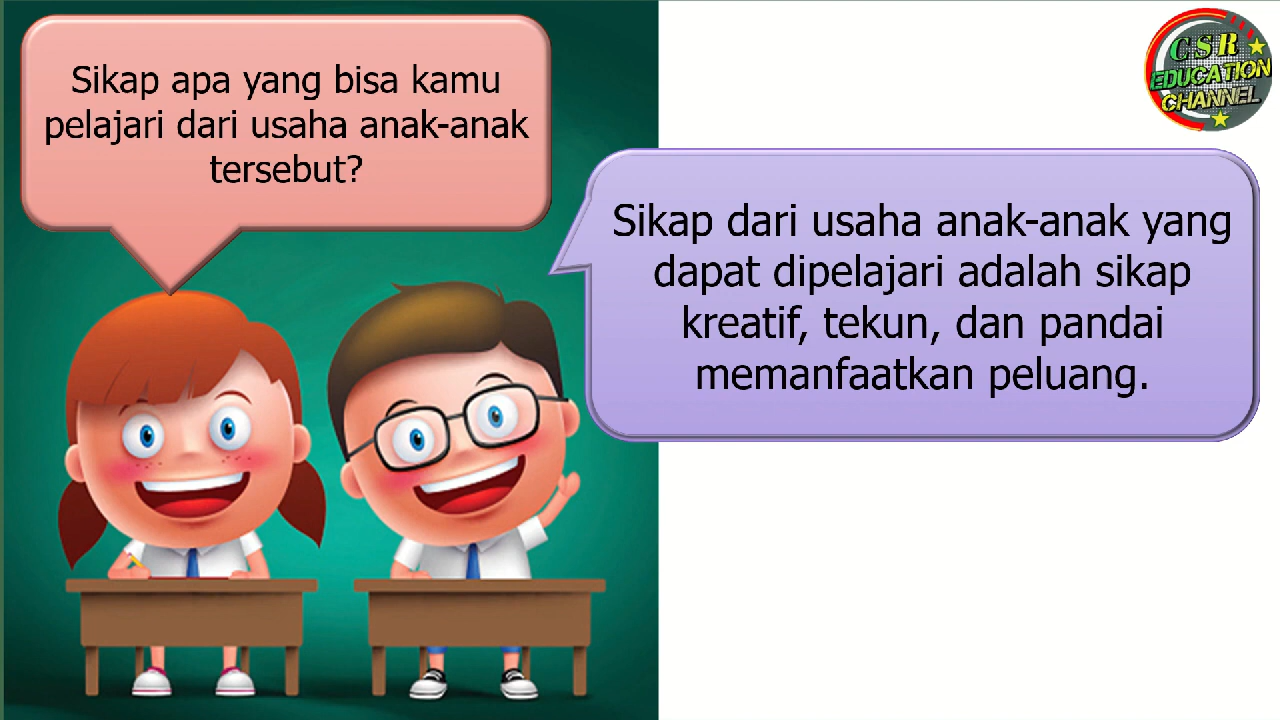 Sikap apa yang bisa kamu
pelajari dari usaha anak-anak
tersebut?
CSR
EDUCATION
CHANNEL
Sikap dari usaha anak-anak yang
dapat dipelajari adalah sikap
kreatif, tekun, dan pandai
memanfaatkan peluang.